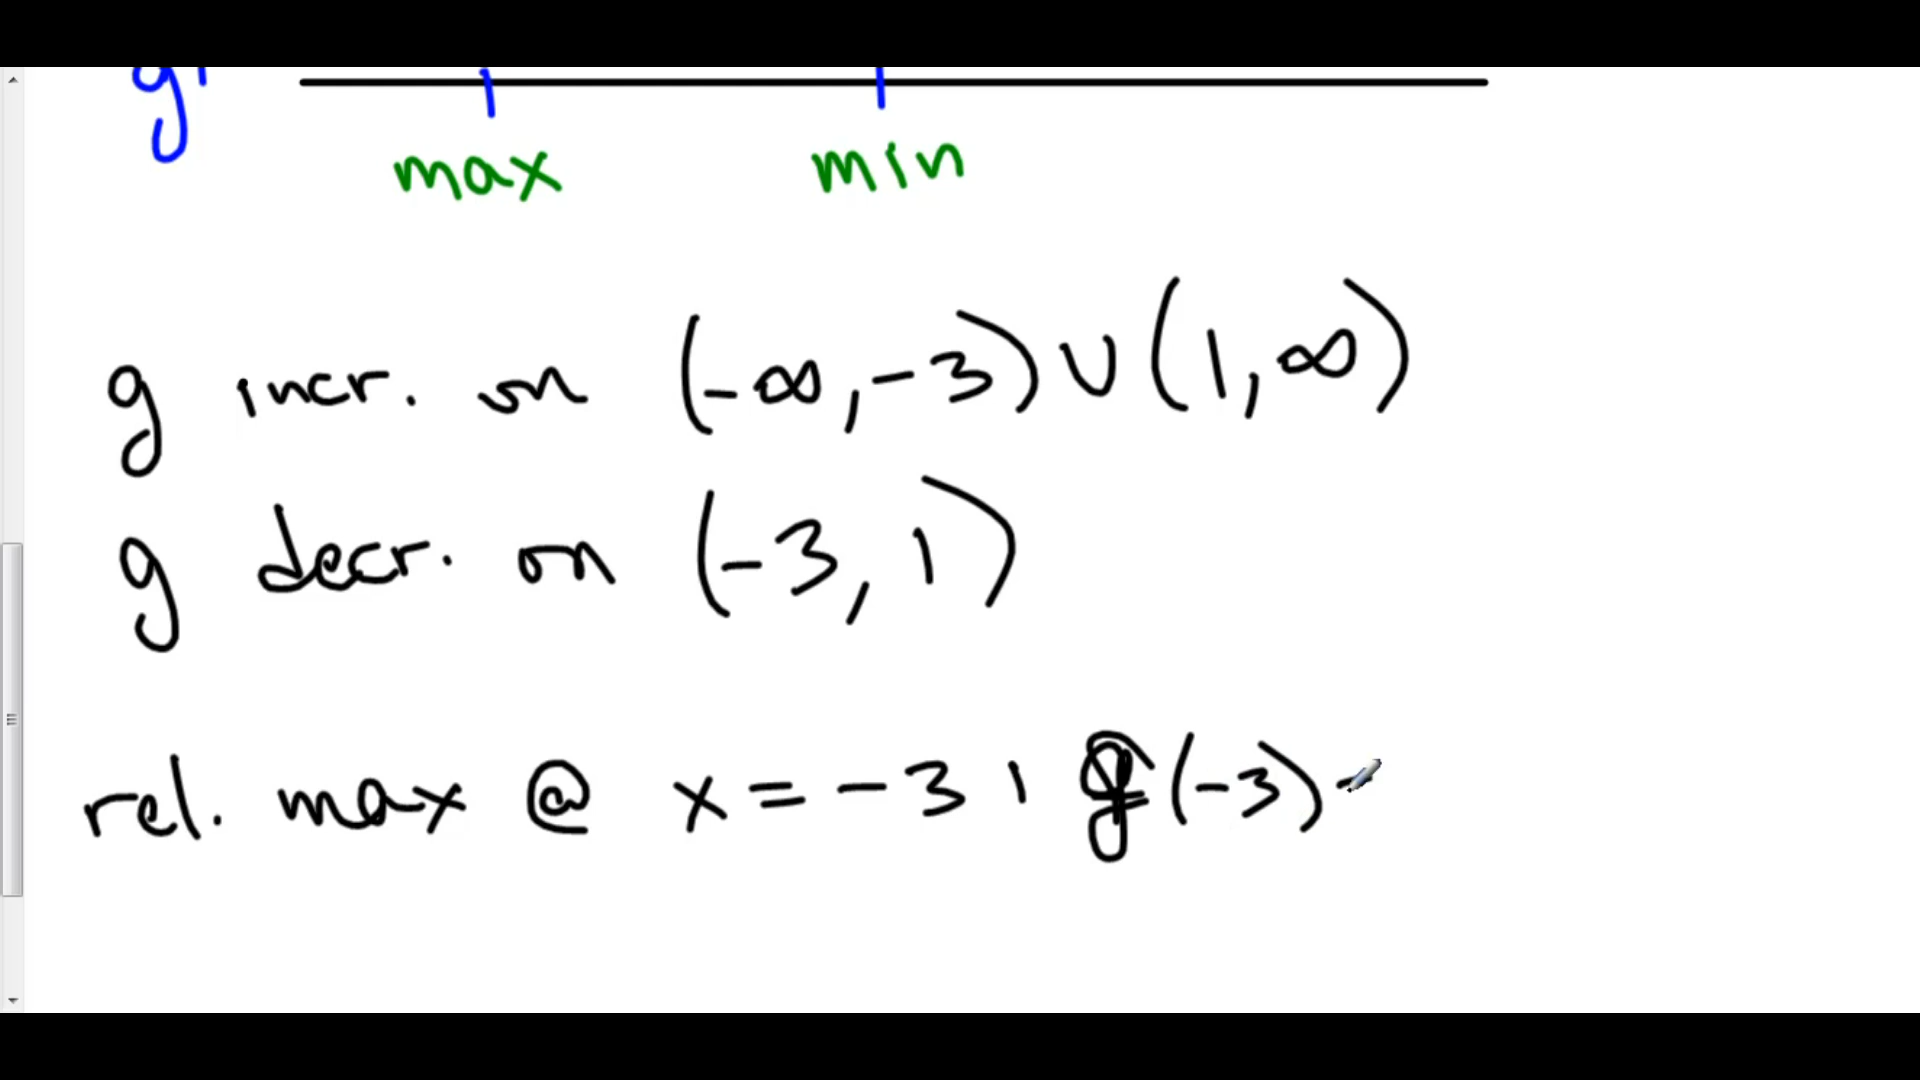 g'
max min
g incr. on (-∞, -3) ∪ (1, ∞)
g decr. on (-3, 1)
rel. max @ x = -3, g(-3) -